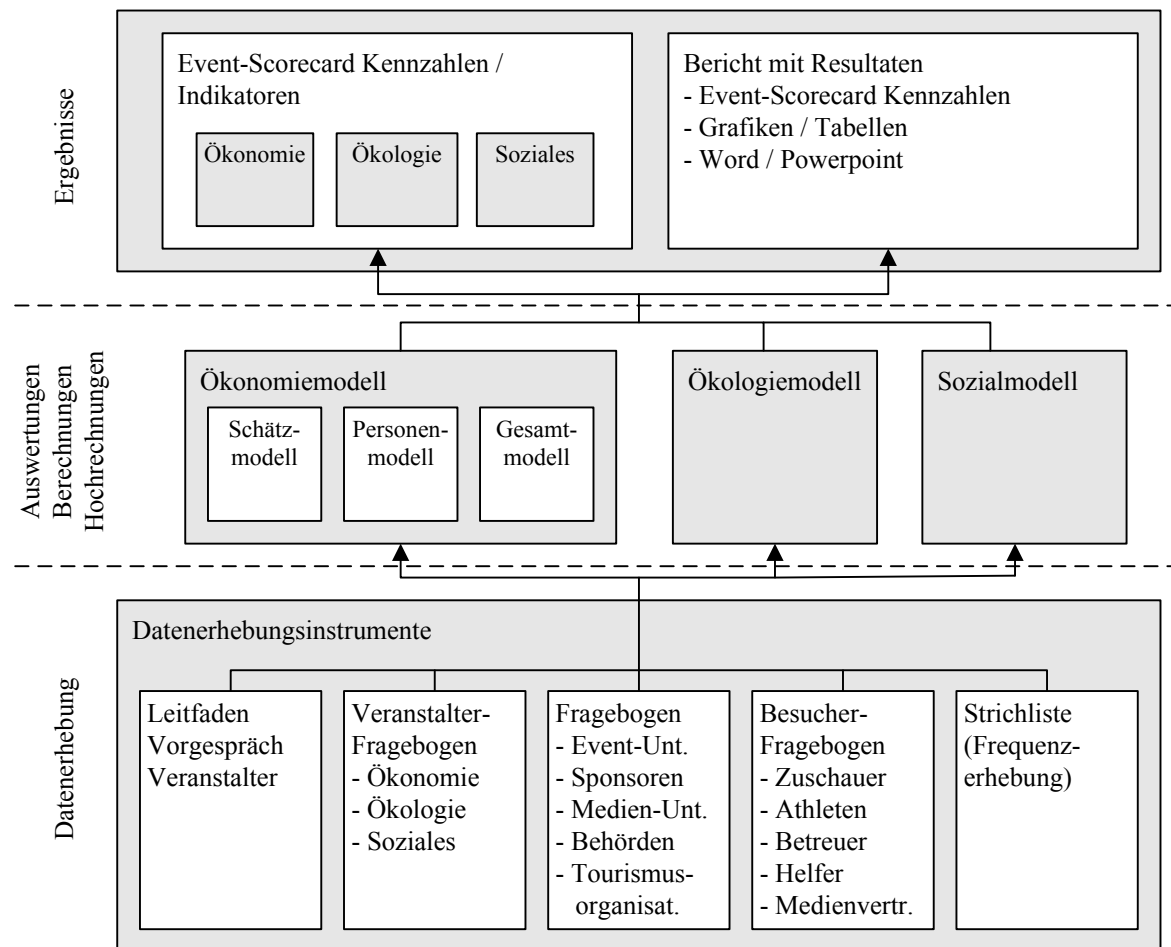 Ergebnisse
Event-Scorecard Kennzahlen /
Indikatoren
Ökonomie
Ökologie
Soziales
Bericht mit Resultaten
- Event-Scorecard Kennzahlen
- Grafiken / Tabellen
- Word / Powerpoint
Auswertungen
Berechnungen
Hochrechnungen
Ökonomiemodell
Schätz-
modell
Personen-
modell
Gesamt-
modell
Ökologiemodell
Sozialmodell
Datenerhebung
Datenerhebungsinstrumente
Leitfaden
Vorgespräch
Veranstalter
Veranstalter-
Fragebogen
- Ökonomie
- Ökologie
- Soziales
Fragebogen
- Event-Unt.
- Sponsoren
- Medien-Unt.
- Behörden
- Tourismus-
organisat.
Besucher-
Fragebogen
- Zuschauer
- Athleten
- Betreuer
- Helfer
- Medienvertr.
Strichliste
(Frequenz-
erhebung)